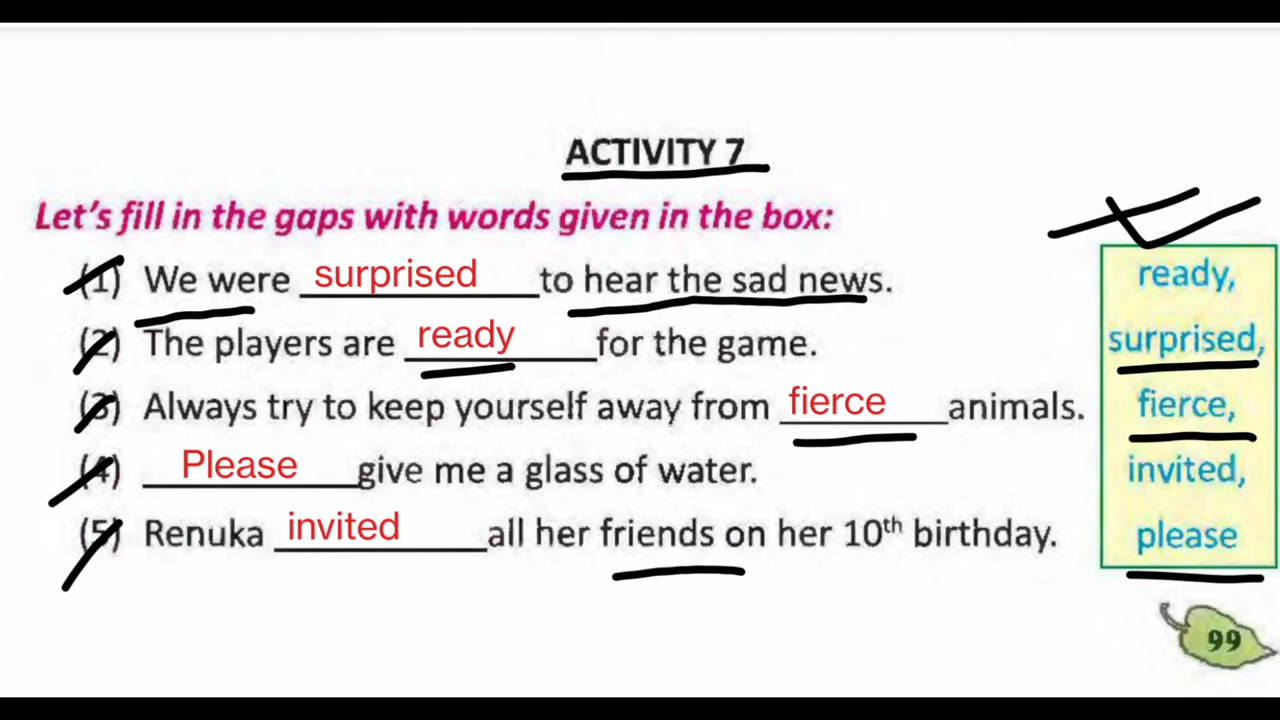 ACTIVITY 7
Let's fill in the gaps with words given in the box:
(1) We were surprised to hear the sad news.
(2) The players are ready for the game.
(3) Always try to keep yourself away from fierce animals.
(4) Please give me a glass of water.
(5) Renuka invited all her friends on her 10th birthday.
ready,
surprised,
fierce,
invited,
please
99